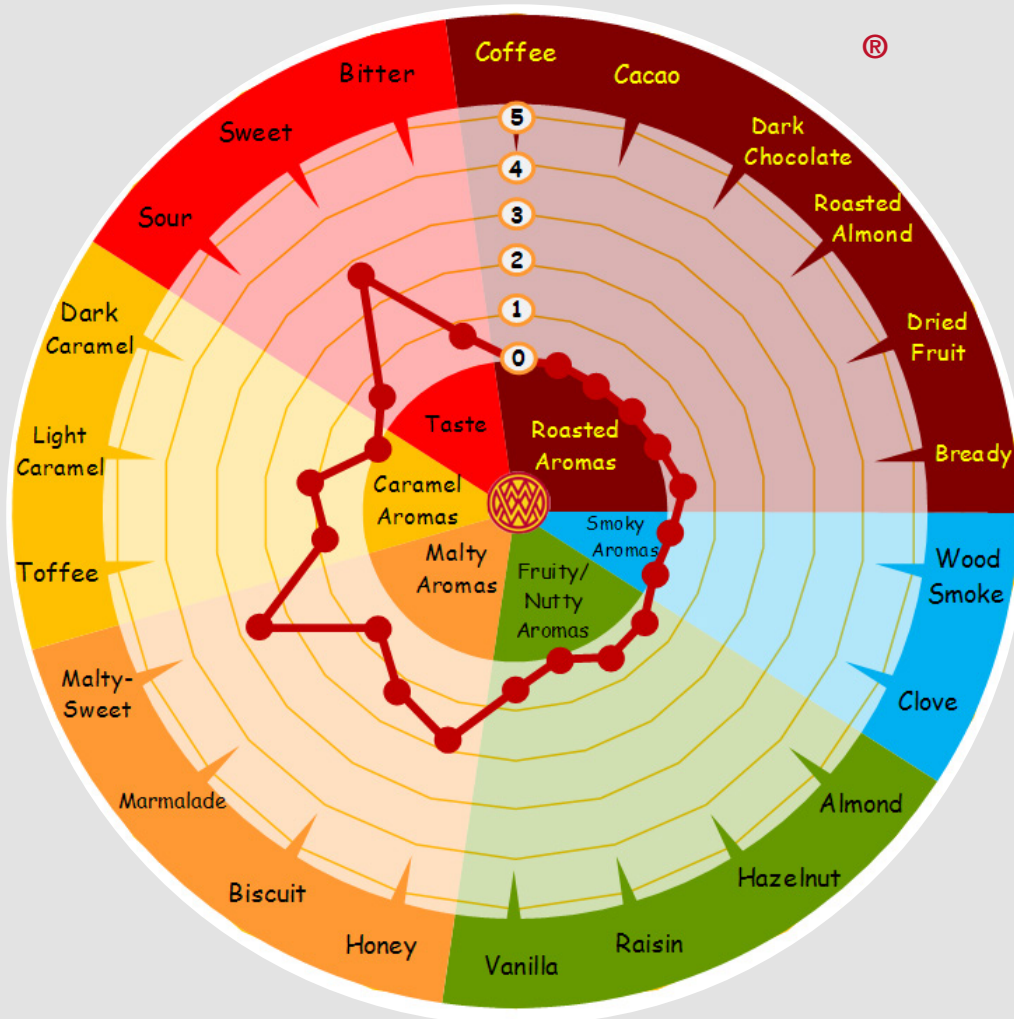 ®
Coffee
Cacao
Dark
Chocolate
Roasted
Almond
Dried
Fruit
Bready
Wood
Smoke
Clove
Almond
Hazelnut
Raisin
Vanilla
Honey
Biscuit
Marmalade
Malty-
Sweet
Toffee
Light
Caramel
Dark
Caramel
Sour
Sweet
Bitter
5
4
3
2
1
0
Taste
Roasted
Aromas
Smoky
Aromas
Fruity/
Nutty
Aromas
Malty
Aromas
Caramel
Aromas